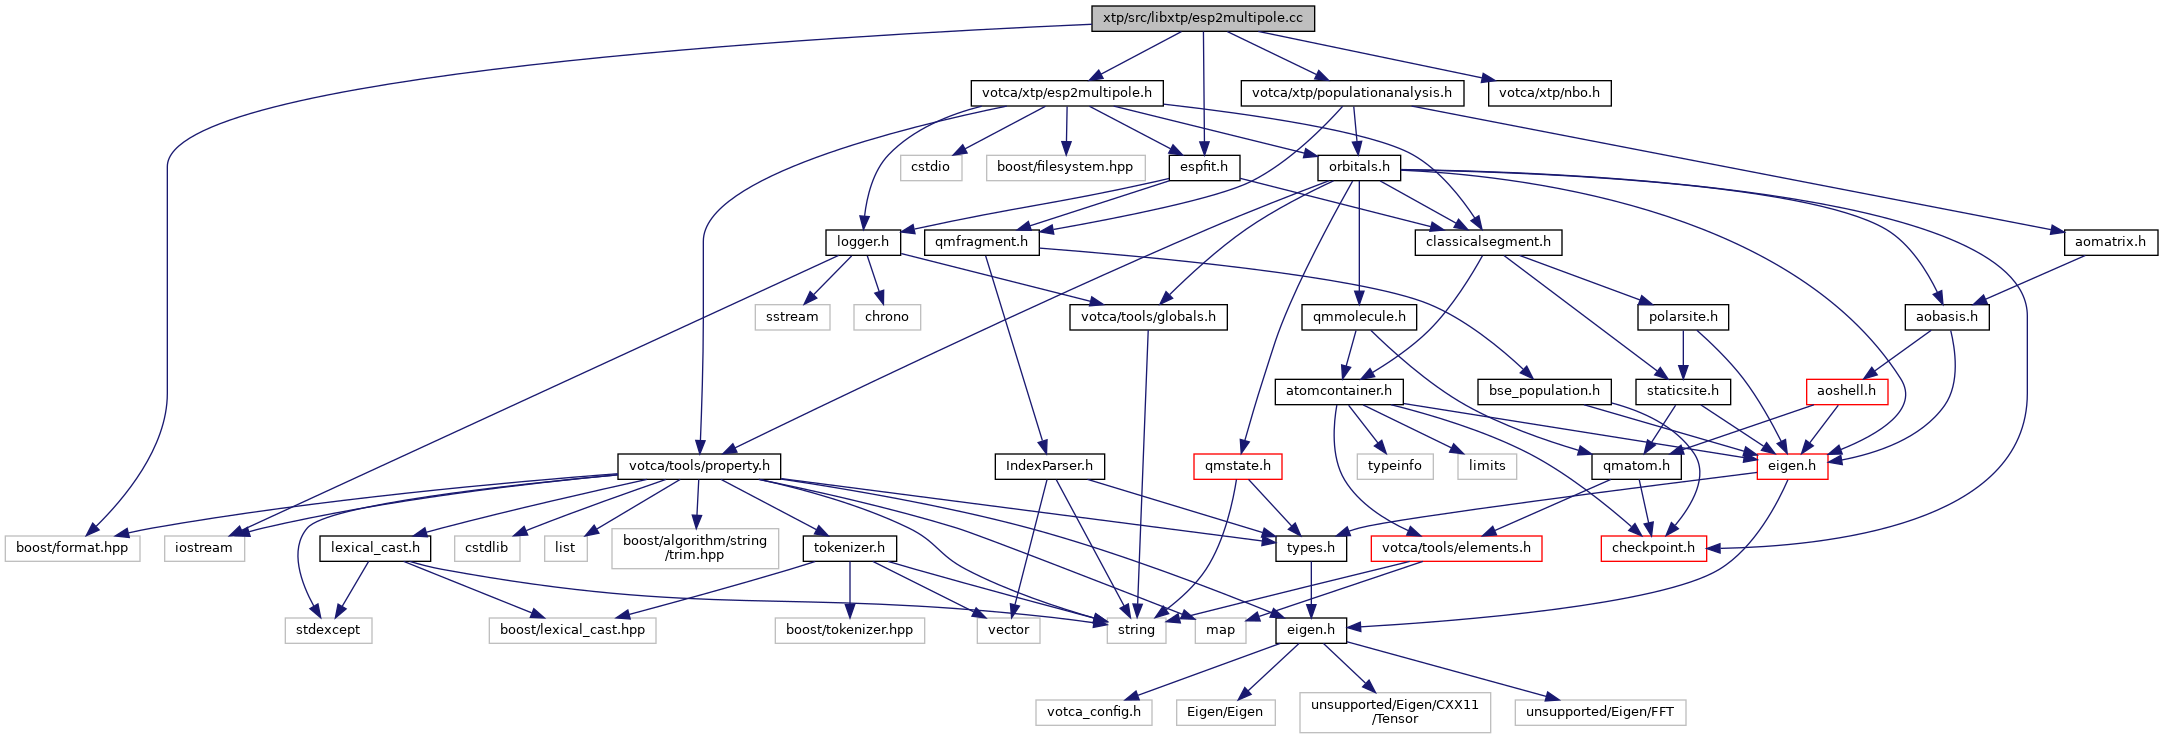 xtp/src/libxtp/esp2multipole.cc
votca/xtp/esp2multipole.h
votca/xtp/populationanalysis.h
votca/xtp/nbo.h
cstdio
boost/filesystem.hpp
espfit.h
orbitals.h
logger.h
qmfragment.h
classicalsegment.h
aomatrix.h
sstream
chrono
votca/tools/globals.h
qmmolecule.h
polarsite.h
aobasis.h
atomcontainer.h
bse_population.h
staticsite.h
aoshell.h
votca/tools/property.h
IndexParser.h
qmstate.h
typeinfo
limits
qmatom.h
eigen.h
boost/format.hpp
iostream
lexical_cast.h
cstdlib
list
boost/algorithm/string
/trim.hpp
tokenizer.h
types.h
votca/tools/elements.h
checkpoint.h
stdexcept
boost/lexical_cast.hpp
boost/tokenizer.hpp
vector
string
map
eigen.h
votca_config.h
Eigen/Eigen
unsupported/Eigen/CXX11
/Tensor
unsupported/Eigen/FFT